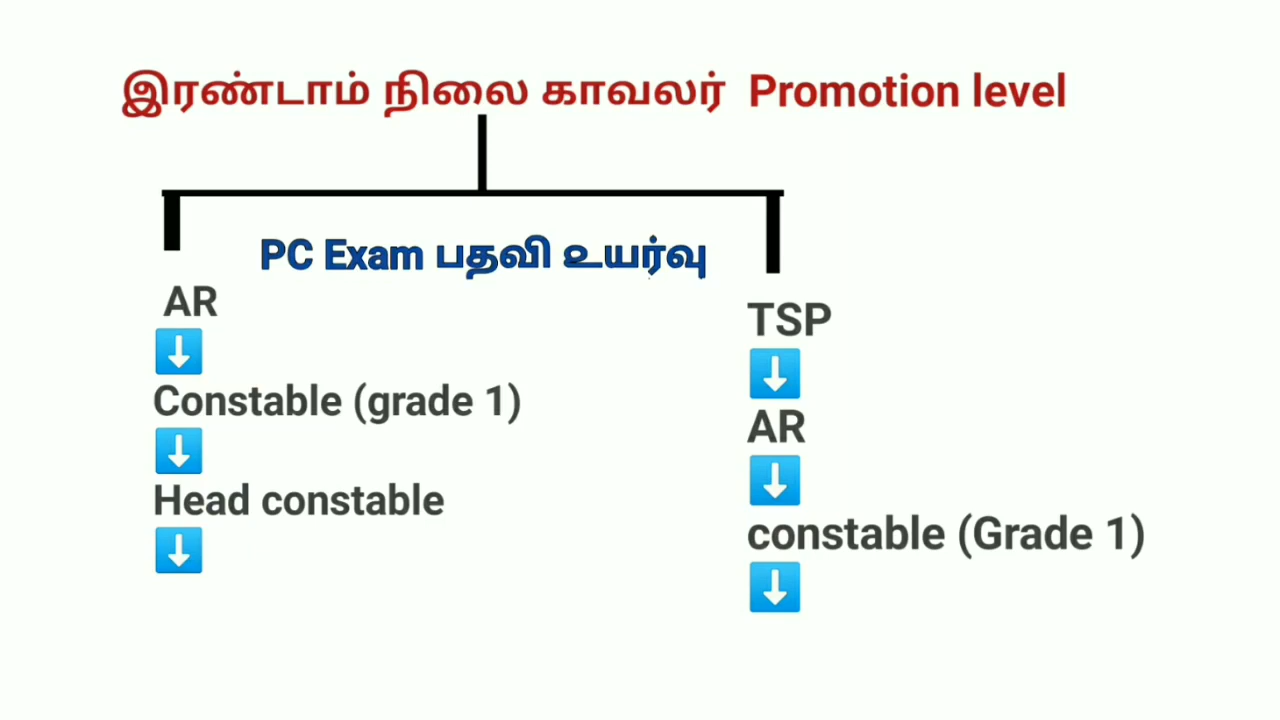 இரண்டாம் நிலை காவலர் Promotion level
PC Exam பதவி உயர்வு
AR
Constable (grade 1)
Head constable
TSP
AR
constable (Grade 1)